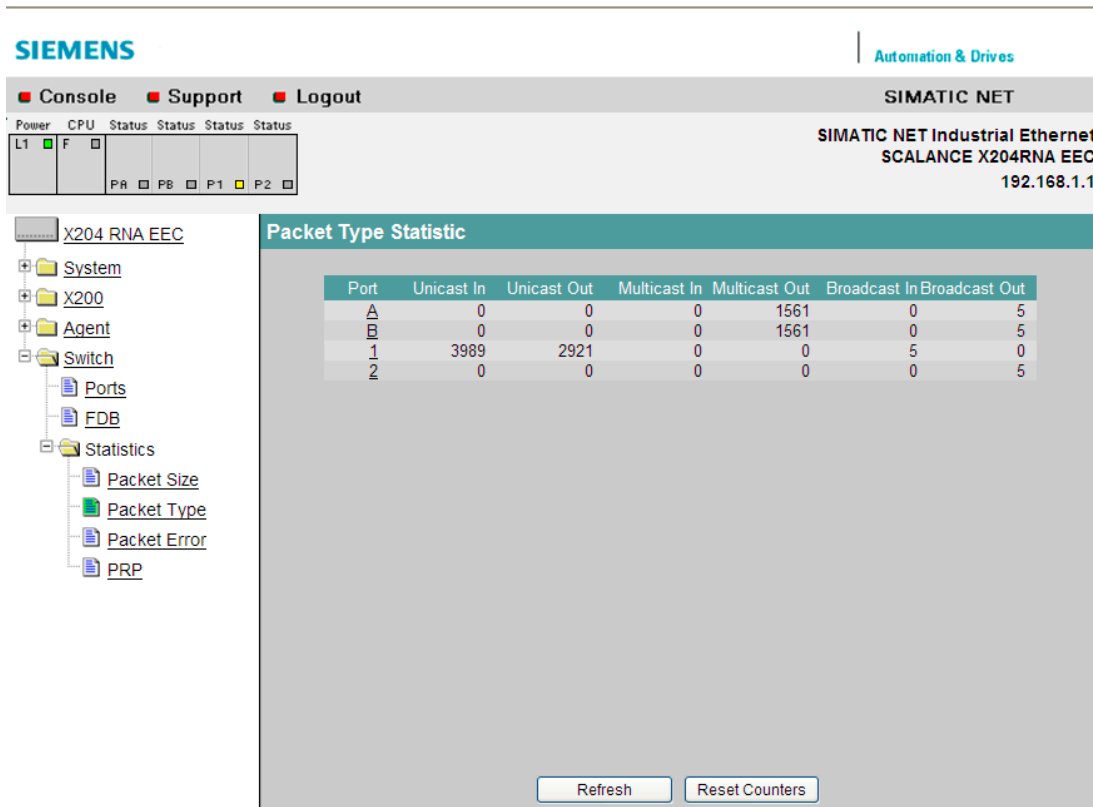 SIEMENS
Automation & Drives
Console Support Logout
SIMATIC NET
Power CPU Status Status Status Status
L1 F
PA PB P1 P2
SIMATIC NET Industrial Ethernet
SCALANCE X204RNA EEC
192.168.1.1
X204 RNA EEC
System
X200
Agent
Switch
Ports
FDB
Statistics
Packet Size
Packet Type
Packet Error
PRP
Packet Type Statistic
Port Unicast In Unicast Out Multicast In Multicast Out Broadcast In Broadcast Out
A 0 0 0 1561 0 5
B 0 0 0 1561 0 5
1 3989 2921 0 0 5 0
2 0 0 0 0 0 5
Refresh Reset Counters